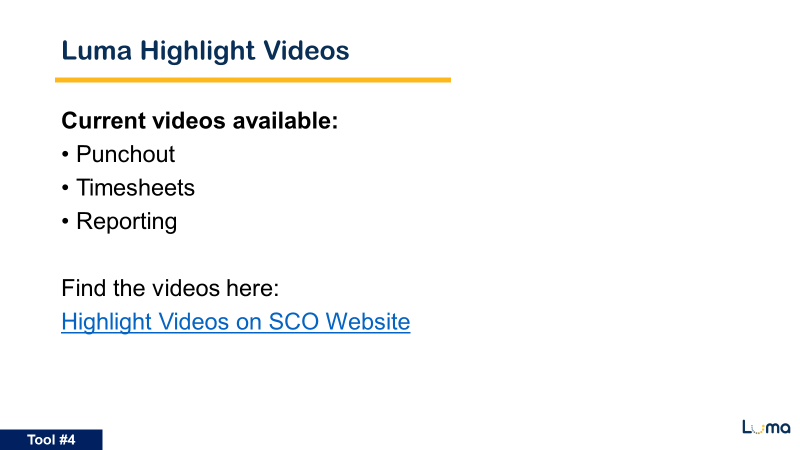 Luma Highlight Videos
Current videos available:
• Punchout
• Timesheets
• Reporting
Find the videos here:
Highlight Videos on SCO Website
Luma
Tool #4